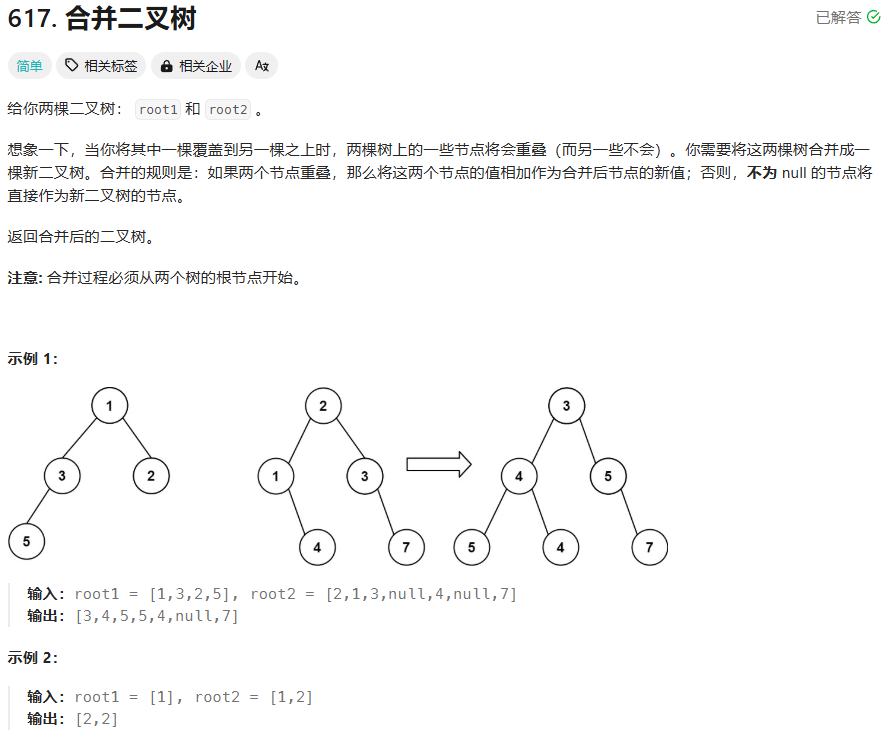 617. 合并二叉树
已解答
简单 相关标签 相关企业 A文
给你两棵二叉树： root1 和 root2 。
想象一下，当你将其中一棵覆盖到另一棵之上时，两棵树上的一些节点将会重叠（而另一些不会）。你需要将这两棵树合并成一
棵新二叉树。合并的规则是：如果两个节点重叠，那么将这两个节点的值相加作为合并后节点的新值；否则，不为 null 的节点将
直接作为新二叉树的节点。
返回合并后的二叉树。
注意: 合并过程必须从两个树的根节点开始。
示例 1：
1 2 3
3 2 1 3 4 5
5 4 7 5 4 7
输入：root1 = [1,3,2,5], root2 = [2,1,3,null,4,null,7]
输出：[3,4,5,5,4,null,7]
示例 2：
输入：root1 = [1], root2 = [1,2]
输出：[2,2]